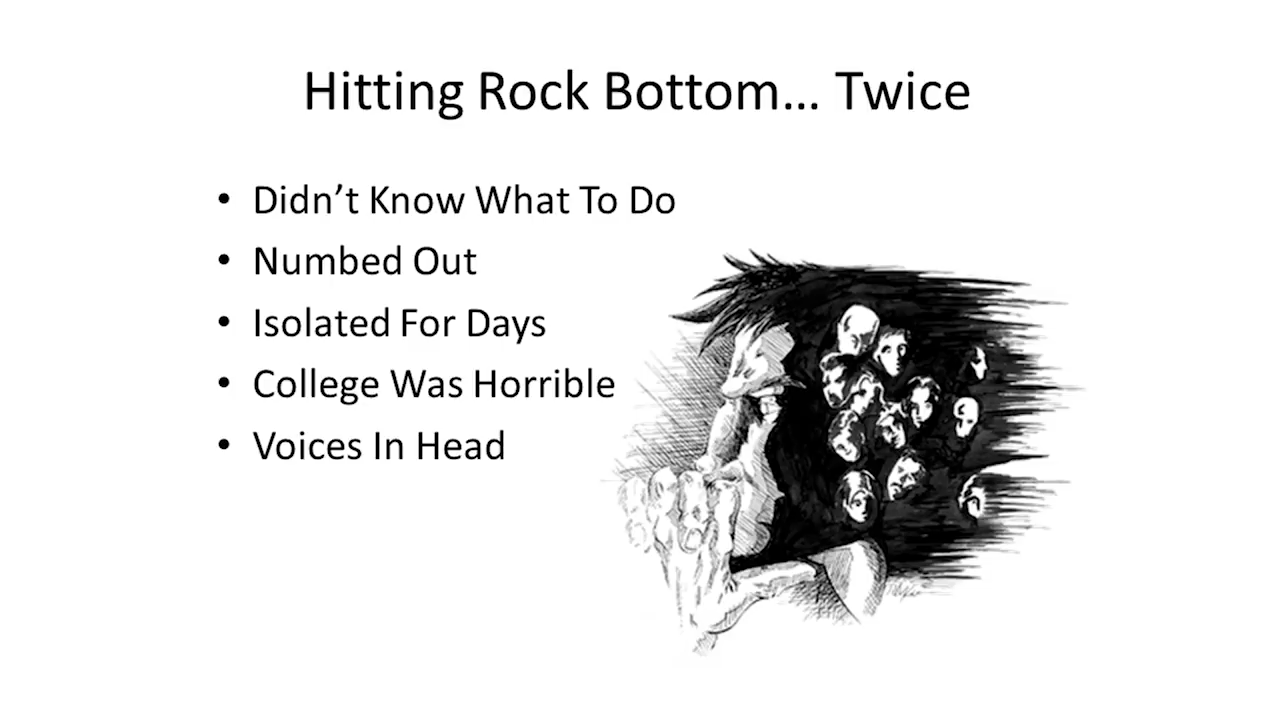 Hitting Rock Bottom… Twice
• Didn’t Know What To Do
• Numbed Out
• Isolated For Days
• College Was Horrible
• Voices In Head